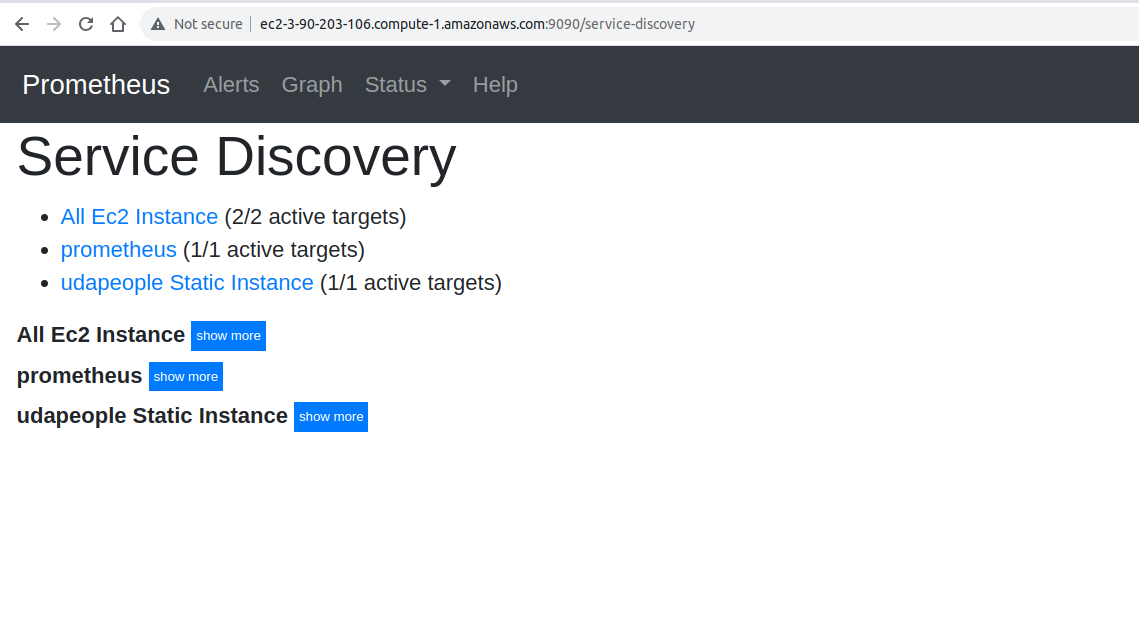 Not secure | ec2-3-90-203-106.compute-1.amazonaws.com:9090/service-discovery
Prometheus Alerts Graph Status Help
Service Discovery
• All Ec2 Instance (2/2 active targets)
• prometheus (1/1 active targets)
• udapeople Static Instance (1/1 active targets)
All Ec2 Instance show more
prometheus show more
udapeople Static Instance show more